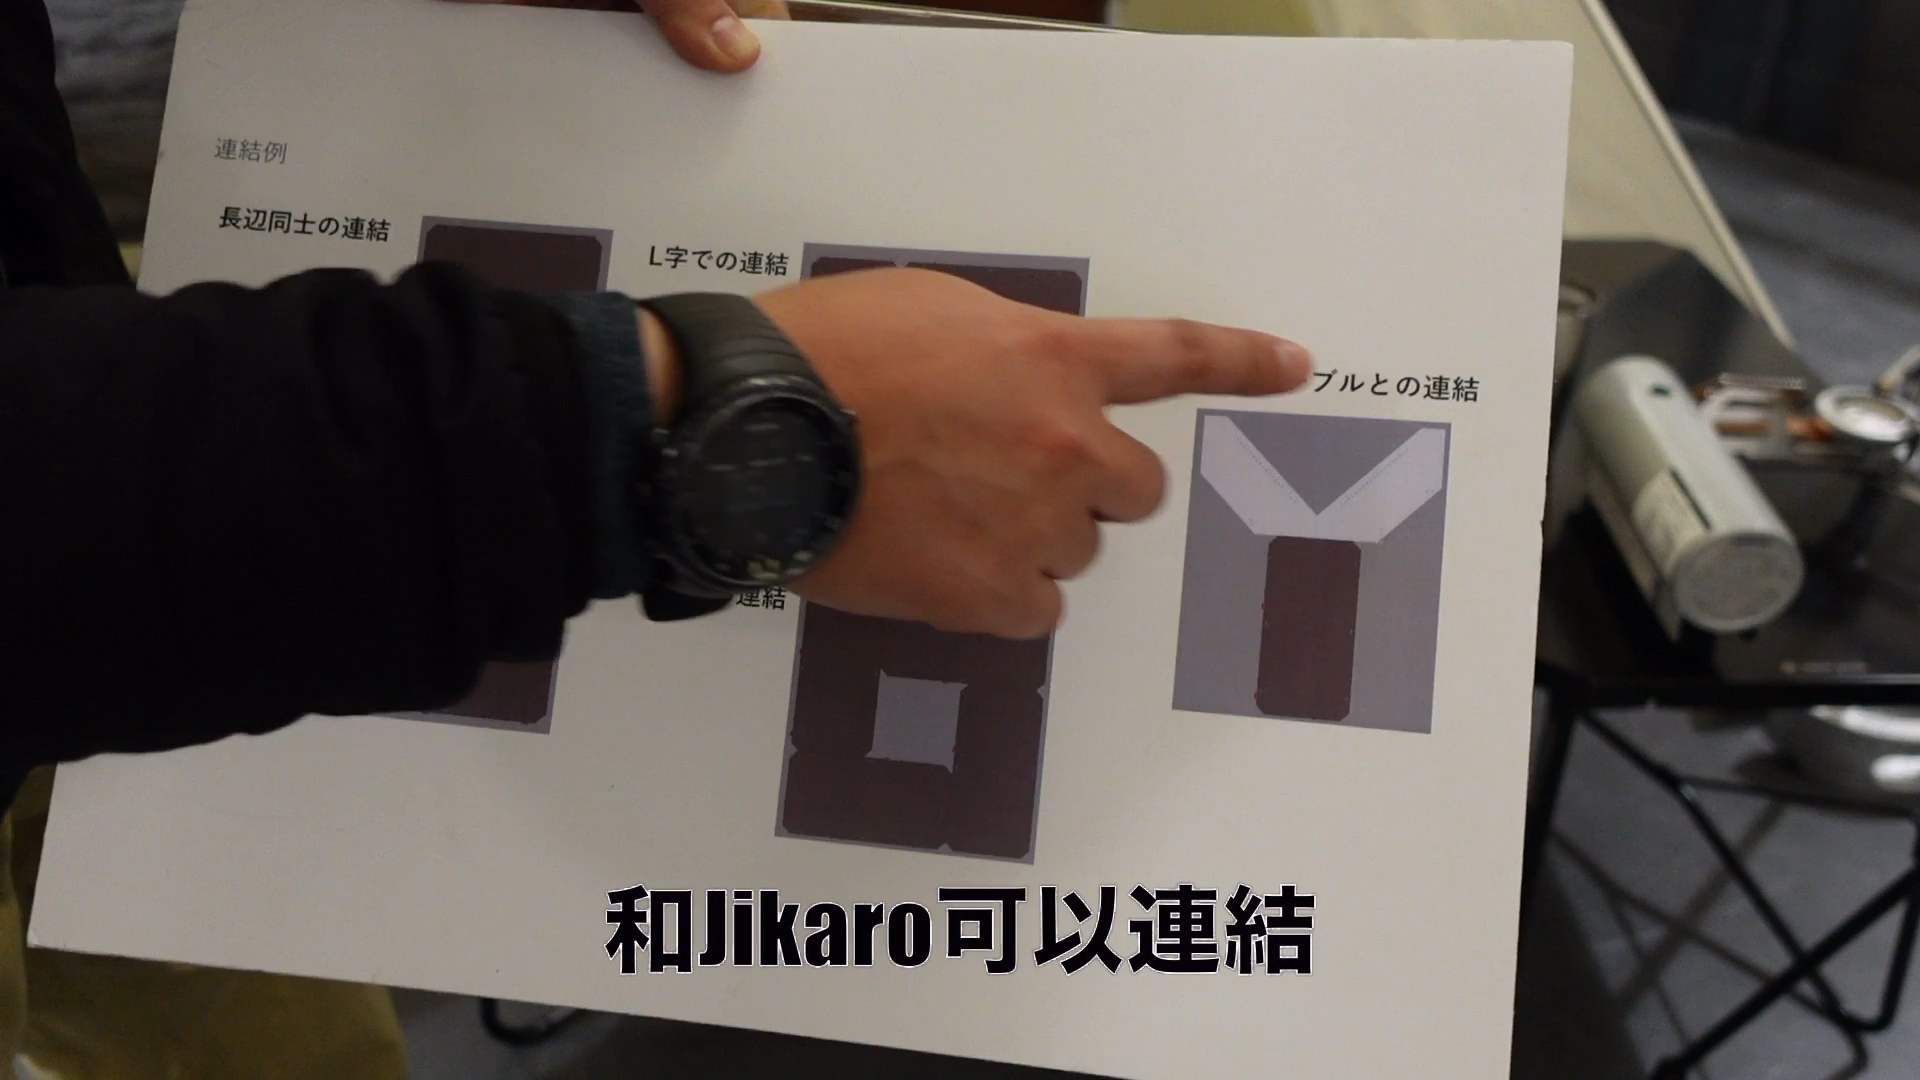 連結例
長辺同士の連結
L字での連結
ブルとの連結
連結
和Jikaro可以連結